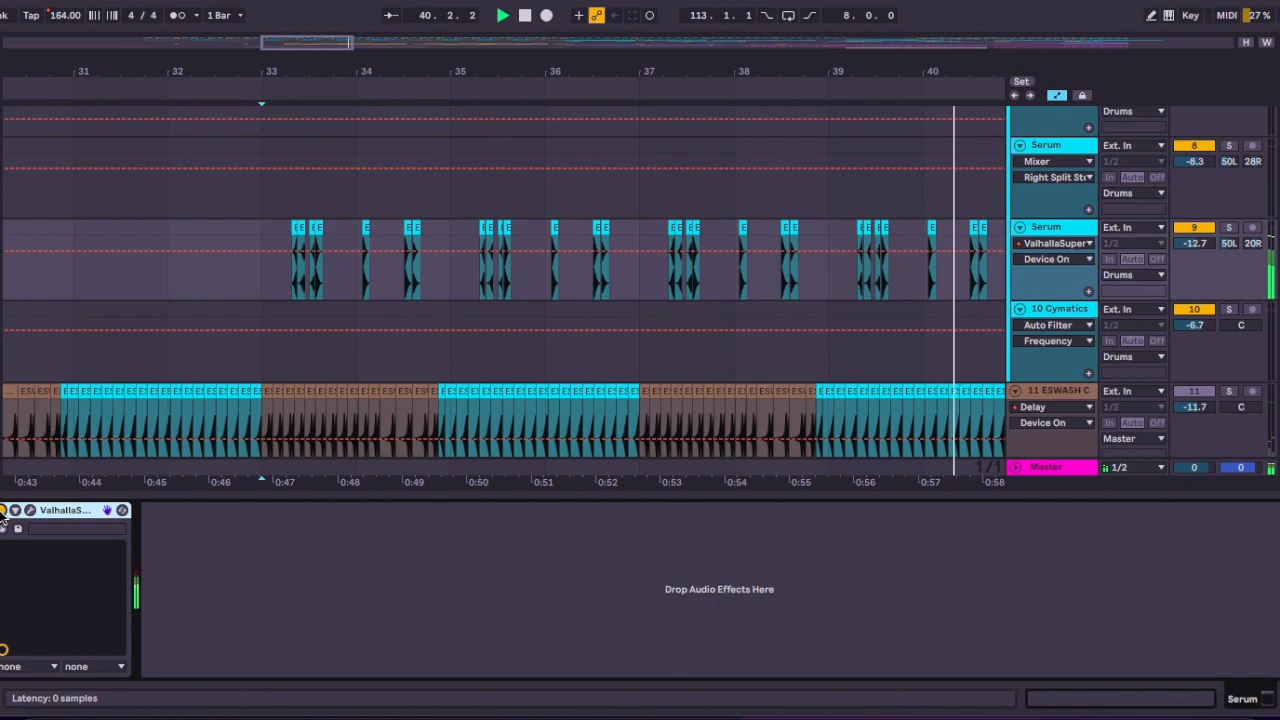 Tap 164.00 4 / 4 1 Bar 40. 2. 2 113. 1. 1 8. 0. 0 Key MIDI 27 %
H W
31 32 33 34 35 36 37 38 39 40
Set
Drums
Serum Ext. In 8 S
Mixer 1/2 -8.3 50L 28R
Right Split Ste In Auto Off
Drums
Serum Ext. In 9 S
ValhallaSuper 1/2 -12.7 50L 20R
Device On In Auto Off
Drums
10 Cymatics Ext. In 10 S
Auto Filter 1/2 -6.7 C
Frequency In Auto Off
Drums
11 ESWASH C Ext. In 11 S
Delay 1/2 -11.7 C
Device On In Auto Off
Master
1/1 Master 1/2 0 0
0:43 0:44 0:45 0:46 0:47 0:48 0:49 0:50 0:51 0:52 0:53 0:54 0:55 0:56 0:57 0:58
ValhallaS...
Drop Audio Effects Here
none none
Latency: 0 samples Serum